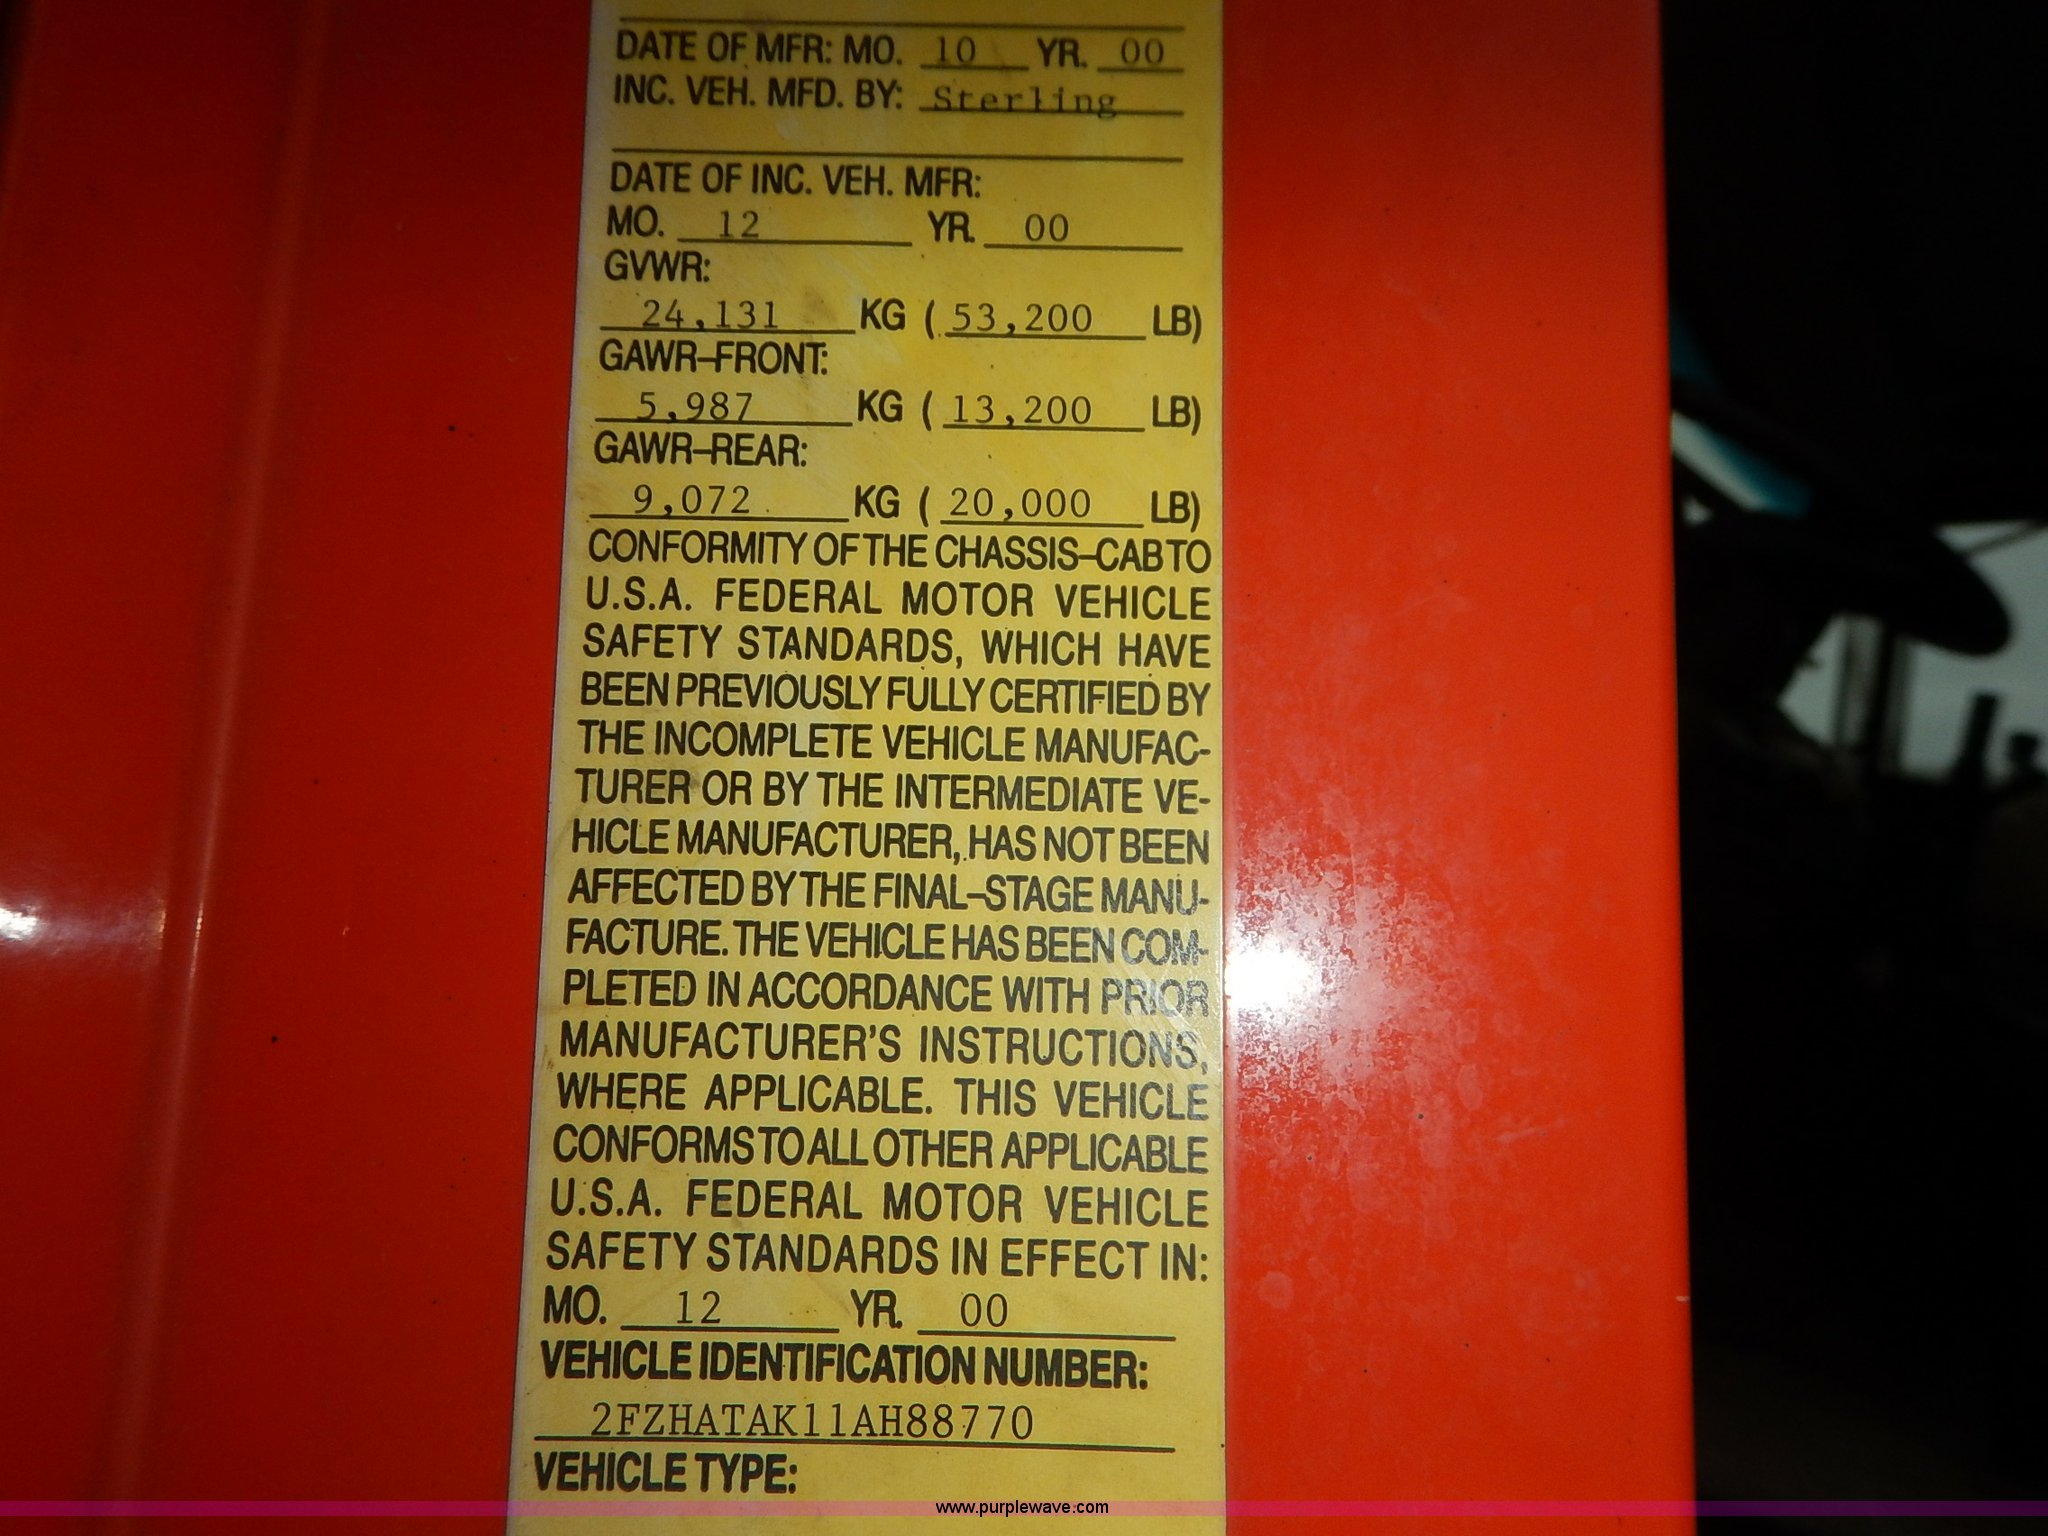 DATE OF MFR: MO. 10 YR. 00
INC. VEH. MFD. BY: Sterling
DATE OF INC. VEH. MFR:
MO. 12 YR. 00
GVWR:
24,131 KG ( 53,200 LB)
GAWR–FRONT:
5,987 KG ( 13,200 LB)
GAWR–REAR:
9,072 KG ( 20,000 LB)
CONFORMITY OF THE CHASSIS–CAB TO
U.S.A. FEDERAL MOTOR VEHICLE
SAFETY STANDARDS, WHICH HAVE
BEEN PREVIOUSLY FULLY CERTIFIED BY
THE INCOMPLETE VEHICLE MANUFAC-
TURER OR BY THE INTERMEDIATE VE-
HICLE MANUFACTURER, HAS NOT BEEN
AFFECTED BY THE FINAL–STAGE MANU-
FACTURE. THE VEHICLE HAS BEEN COM-
PLETED IN ACCORDANCE WITH PRIOR
MANUFACTURER'S INSTRUCTIONS,
WHERE APPLICABLE. THIS VEHICLE
CONFORMS TO ALL OTHER APPLICABLE
U.S.A. FEDERAL MOTOR VEHICLE
SAFETY STANDARDS IN EFFECT IN:
MO. 12 YR. 00
VEHICLE IDENTIFICATION NUMBER:
2FZHATAK11AH88770
VEHICLE TYPE:
www.purplewave.com